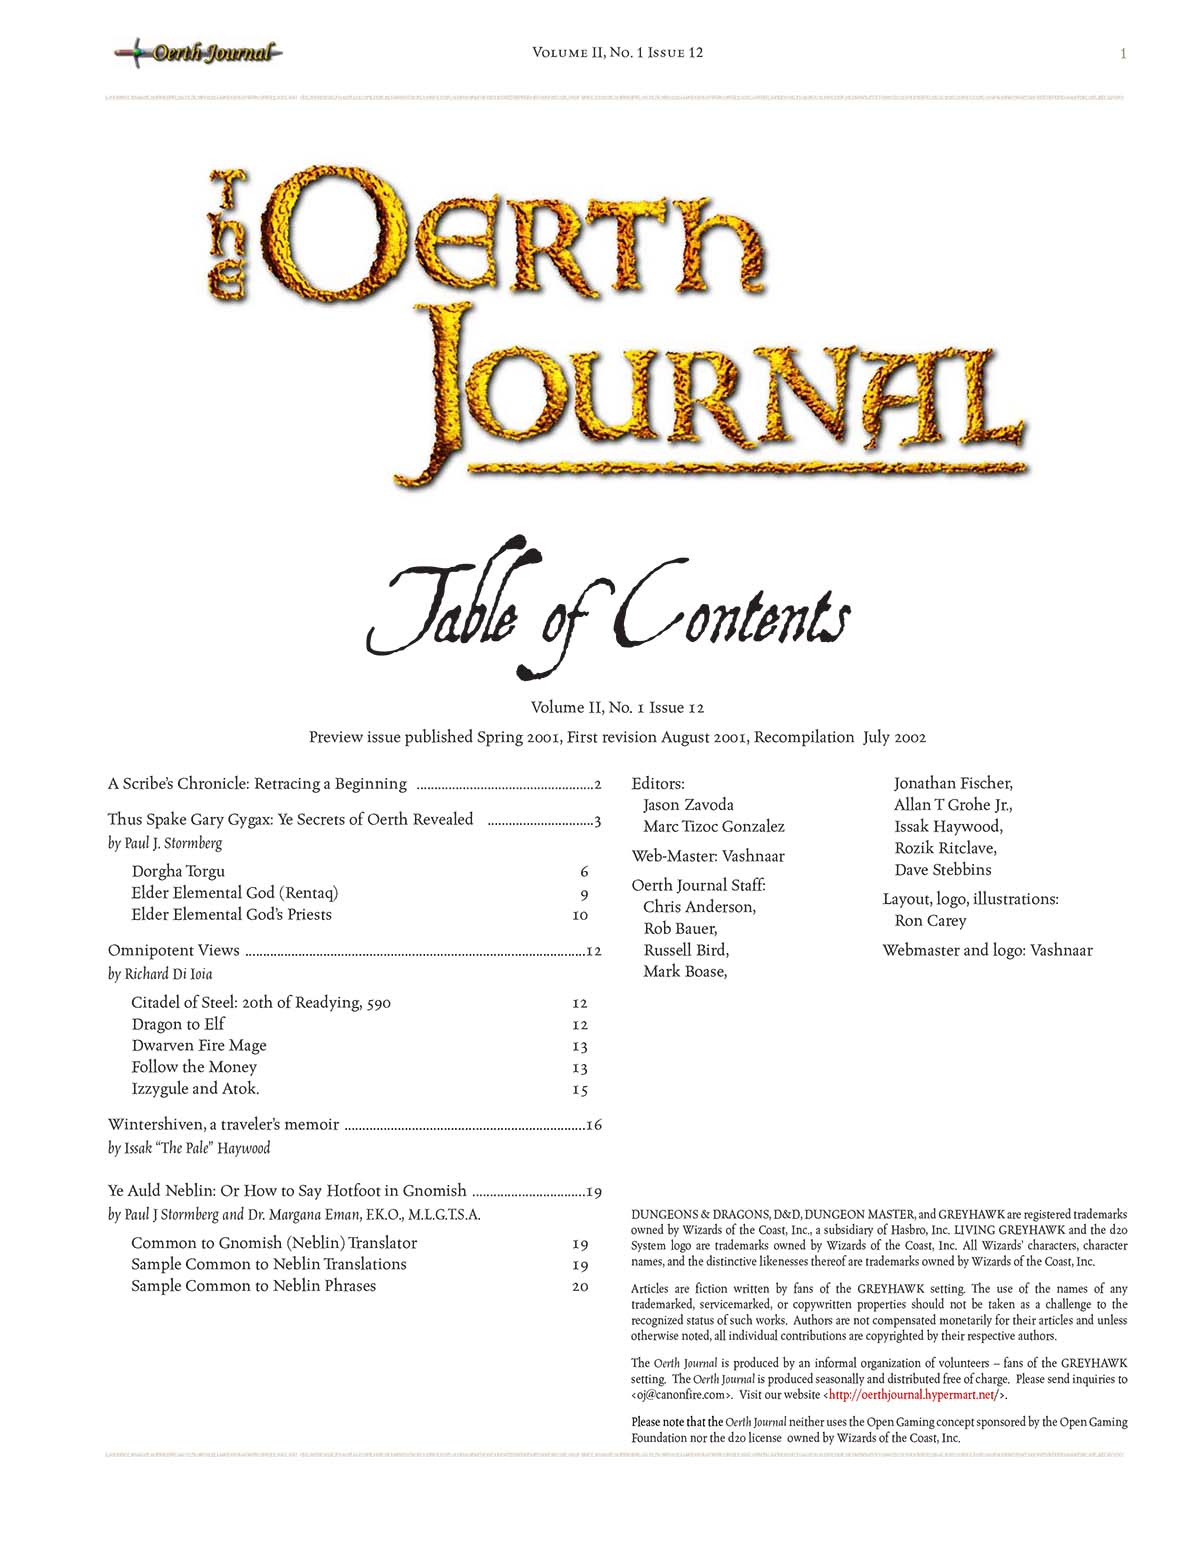 Oerth Journal
Volume II, No. 1 Issue 12
1
The Oerth
Journal
Table of Contents
Volume II, No. 1 Issue 12
Preview issue published Spring 2001, First revision August 2001, Recompilation July 2002
A Scribe's Chronicle: Retracing a Beginning ..................................................2
Thus Spake Gary Gygax: Ye Secrets of Oerth Revealed ..............................3
by Paul J. Stormberg
Dorgha Torgu 6
Elder Elemental God (Rentaq) 9
Elder Elemental God's Priests 10
Omnipotent Views ................................................................................................12
by Richard Di Ioia
Citadel of Steel: 20th of Readying, 590 12
Dragon to Elf 12
Dwarven Fire Mage 13
Follow the Money 13
Izzygule and Atok. 15
Wintershiven, a traveler's memoir ....................................................................16
by Issak "The Pale" Haywood
Ye Auld Neblin: Or How to Say Hotfoot in Gnomish ................................19
by Paul J Stormberg and Dr. Margana Eman, F.K.O., M.L.G.T.S.A.
Common to Gnomish (Neblin) Translator 19
Sample Common to Neblin Translations 19
Sample Common to Neblin Phrases 20
Editors:
Jason Zavoda
Marc Tizoc Gonzalez
Web-Master: Vashnaar
Oerth Journal Staff:
Chris Anderson,
Rob Bauer,
Russell Bird,
Mark Boase,
Jonathan Fischer,
Allan T Grohe Jr.,
Issak Haywood,
Rozik Ritclave,
Dave Stebbins
Layout, logo, illustrations:
Ron Carey
Webmaster and logo: Vashnaar
DUNGEONS & DRAGONS, D&D, DUNGEON MASTER, and GREYHAWK are registered trademarks
owned by Wizards of the Coast, Inc., a subsidiary of Hasbro, Inc. LIVING GREYHAWK and the d20
System logo are trademarks owned by Wizards of the Coast, Inc. All Wizards' characters, character
names, and the distinctive likenesses thereof are trademarks owned by Wizards of the Coast, Inc.
Articles are fiction written by fans of the GREYHAWK setting. The use of the names of any
trademarked, servicemarked, or copywritten properties should not be taken as a challenge to the
recognized status of such works. Authors are not compensated monetarily for their articles and unless
otherwise noted, all individual contributions are copyrighted by their respective authors.
The Oerth Journal is produced by an informal organization of volunteers – fans of the GREYHAWK
setting. The Oerth Journal is produced seasonally and distributed free of charge. Please send inquiries to
<oj@canonfire.com>. Visit our website <http://oerthjournal.hypermart.net/>.
Please note that the Oerth Journal neither uses the Open Gaming concept sponsored by the Open Gaming
Foundation nor the d20 license owned by Wizards of the Coast, Inc.